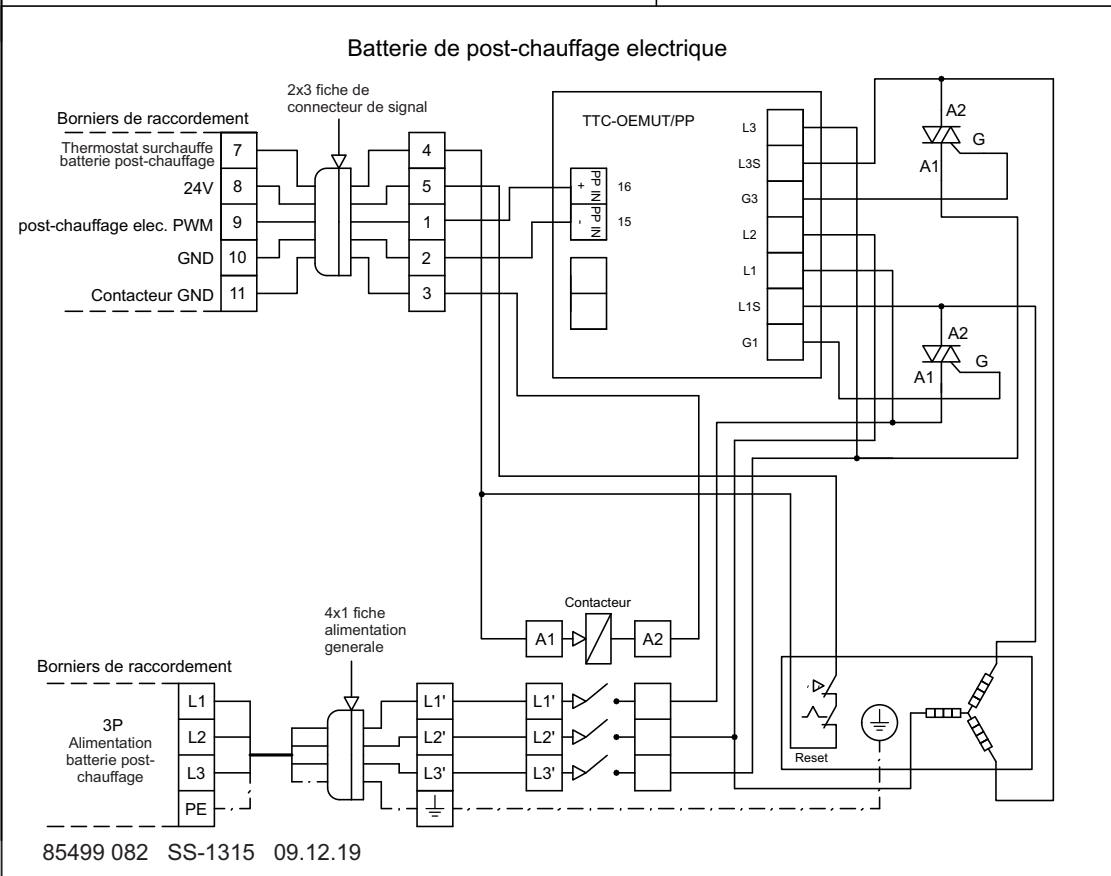 Batterie de post-chauffage electrique
2x3 fiche de
connecteur de signal
Borniers de raccordement
Thermostat surchauffe
batterie post-chauffage
7
4
24V
8
5
post-chauffage elec. PWM
9
1
GND
10
2
Contacteur GND
11
3
TTC-OEMUT/PP
+
PP IN
16
-
PP IN
15
L3
L3S
G3
L2
L1
L1S
G1
A2
G
A1
A2
G
A1
Contacteur
A1
A2
4x1 fiche
alimentation
generale
Borniers de raccordement
3P
Alimentation
batterie post-
chauffage
L1
L2
L3
PE
L1'
L2'
L3'
L1'
L2'
L3'
Reset
85499 082 SS-1315 09.12.19